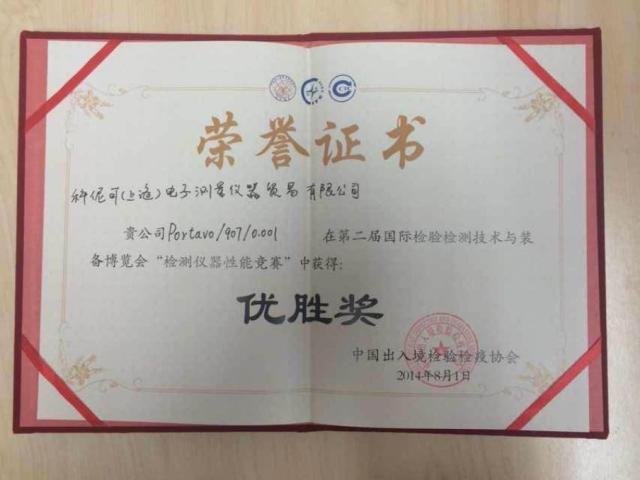 荣誉证书
科伲可(上海)电子测量仪器贸易有限公司
贵公司Portavo/907/0.001 在第二届国际检验检测技术与装
备博览会“检测仪器性能竞赛”中获得:
优胜奖
中国出入境检验检疫协会
2014年8月1日